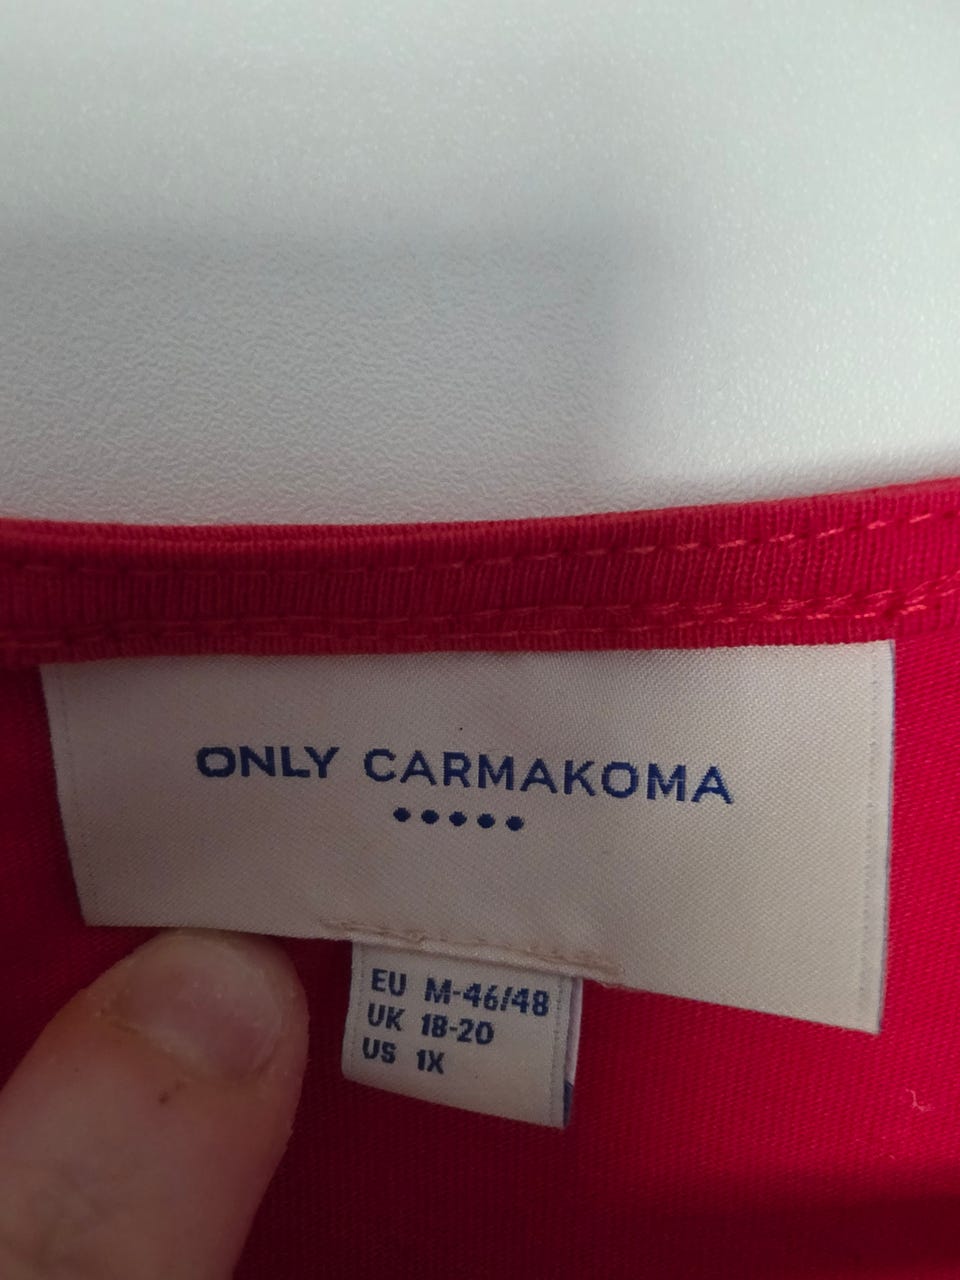 ONLY CARMAKOMA
EU M-46/48
UK 18-20
US 1X